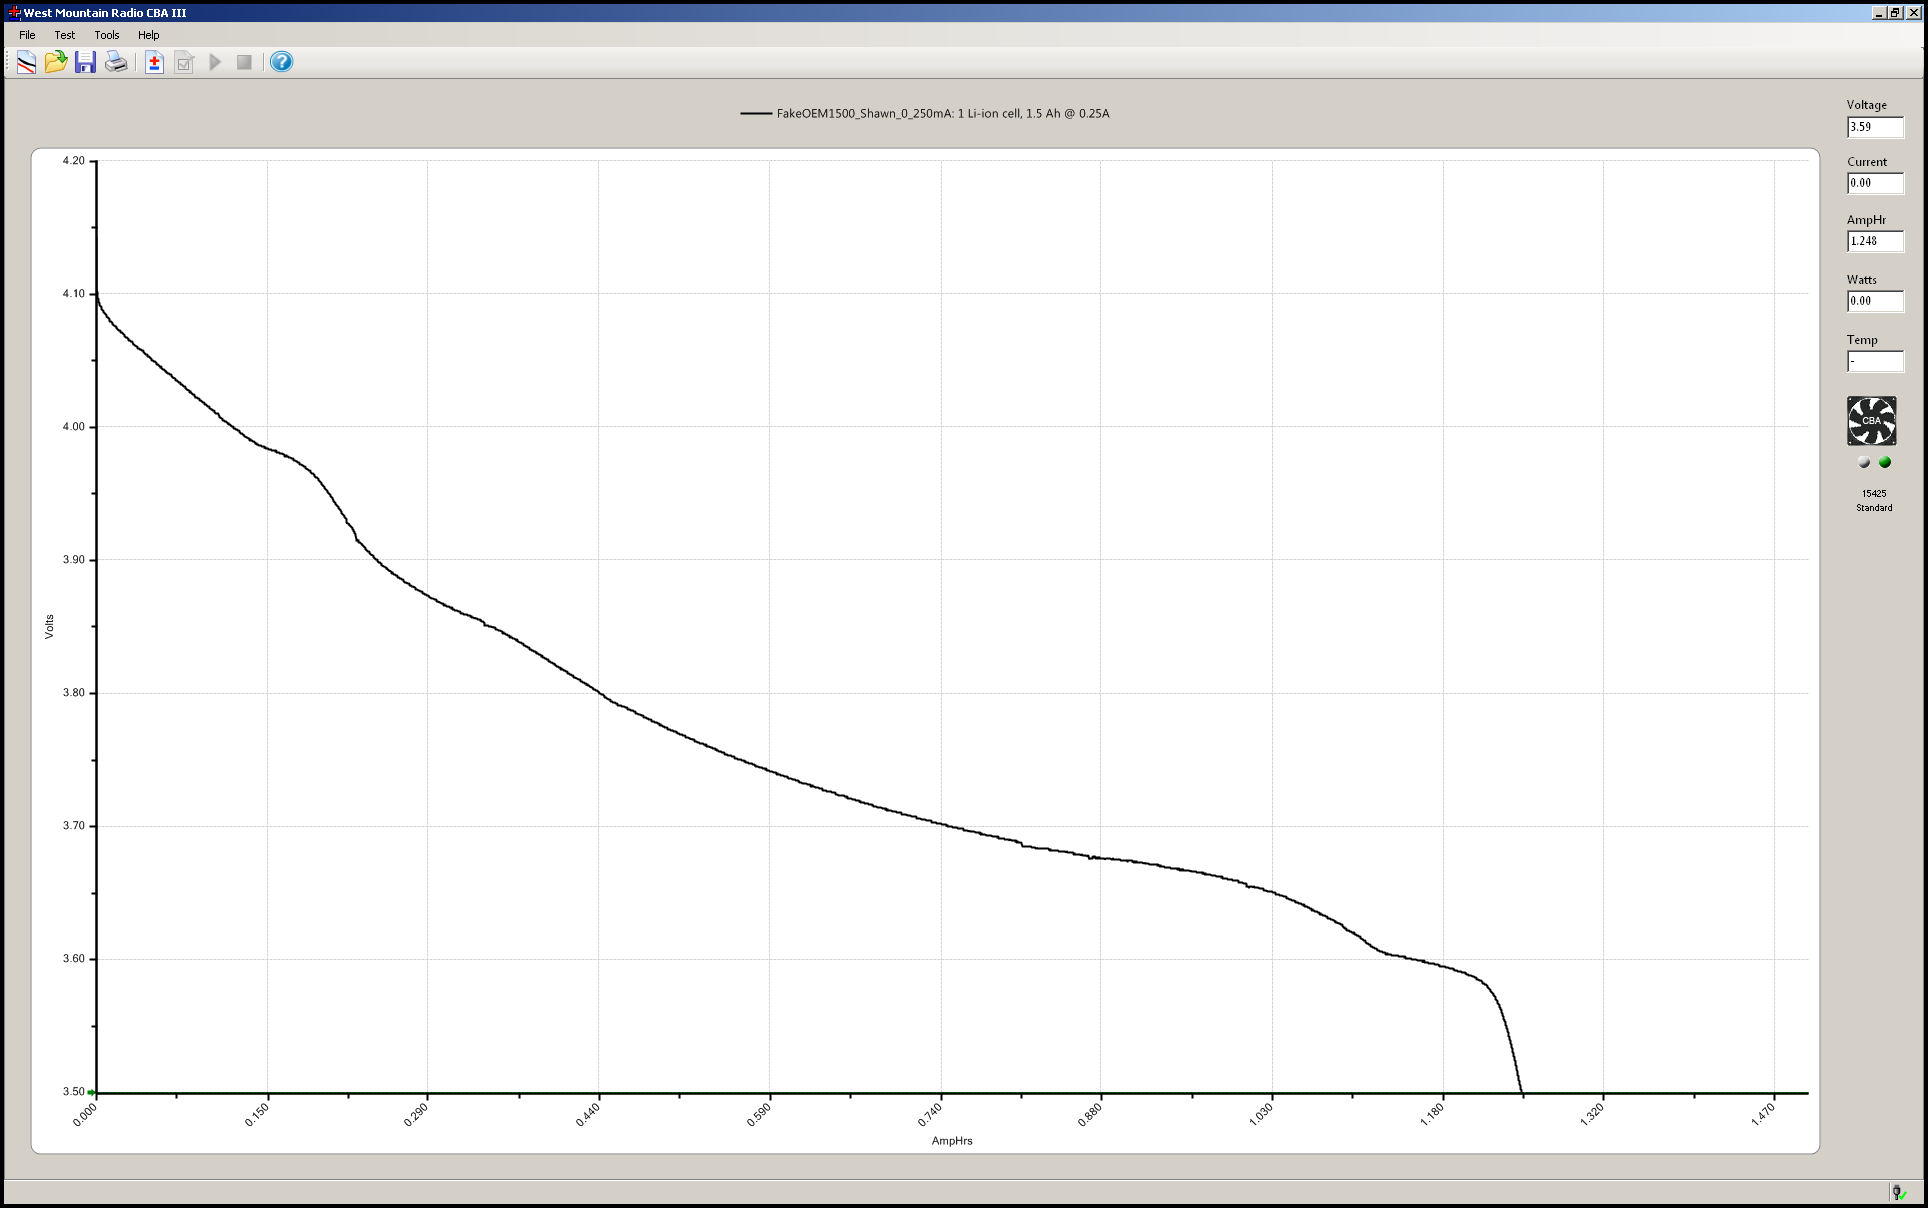 West Mountain Radio CBA III
File Test Tools Help
FakeOEM1500_Shawn_0_250mA: 1 Li-ion cell, 1.5 Ah @ 0.25A
Voltage
3.59
Current
0.00
AmpHr
1.248
Watts
0.00
Temp
-
CBA
15425
Standard
4.20
4.10
4.00
3.90
3.80
3.70
3.60
3.50
Volts
0.000 0.150 0.290 0.440 0.590 0.740 0.880 1.030 1.180 1.320 1.470
AmpHrs